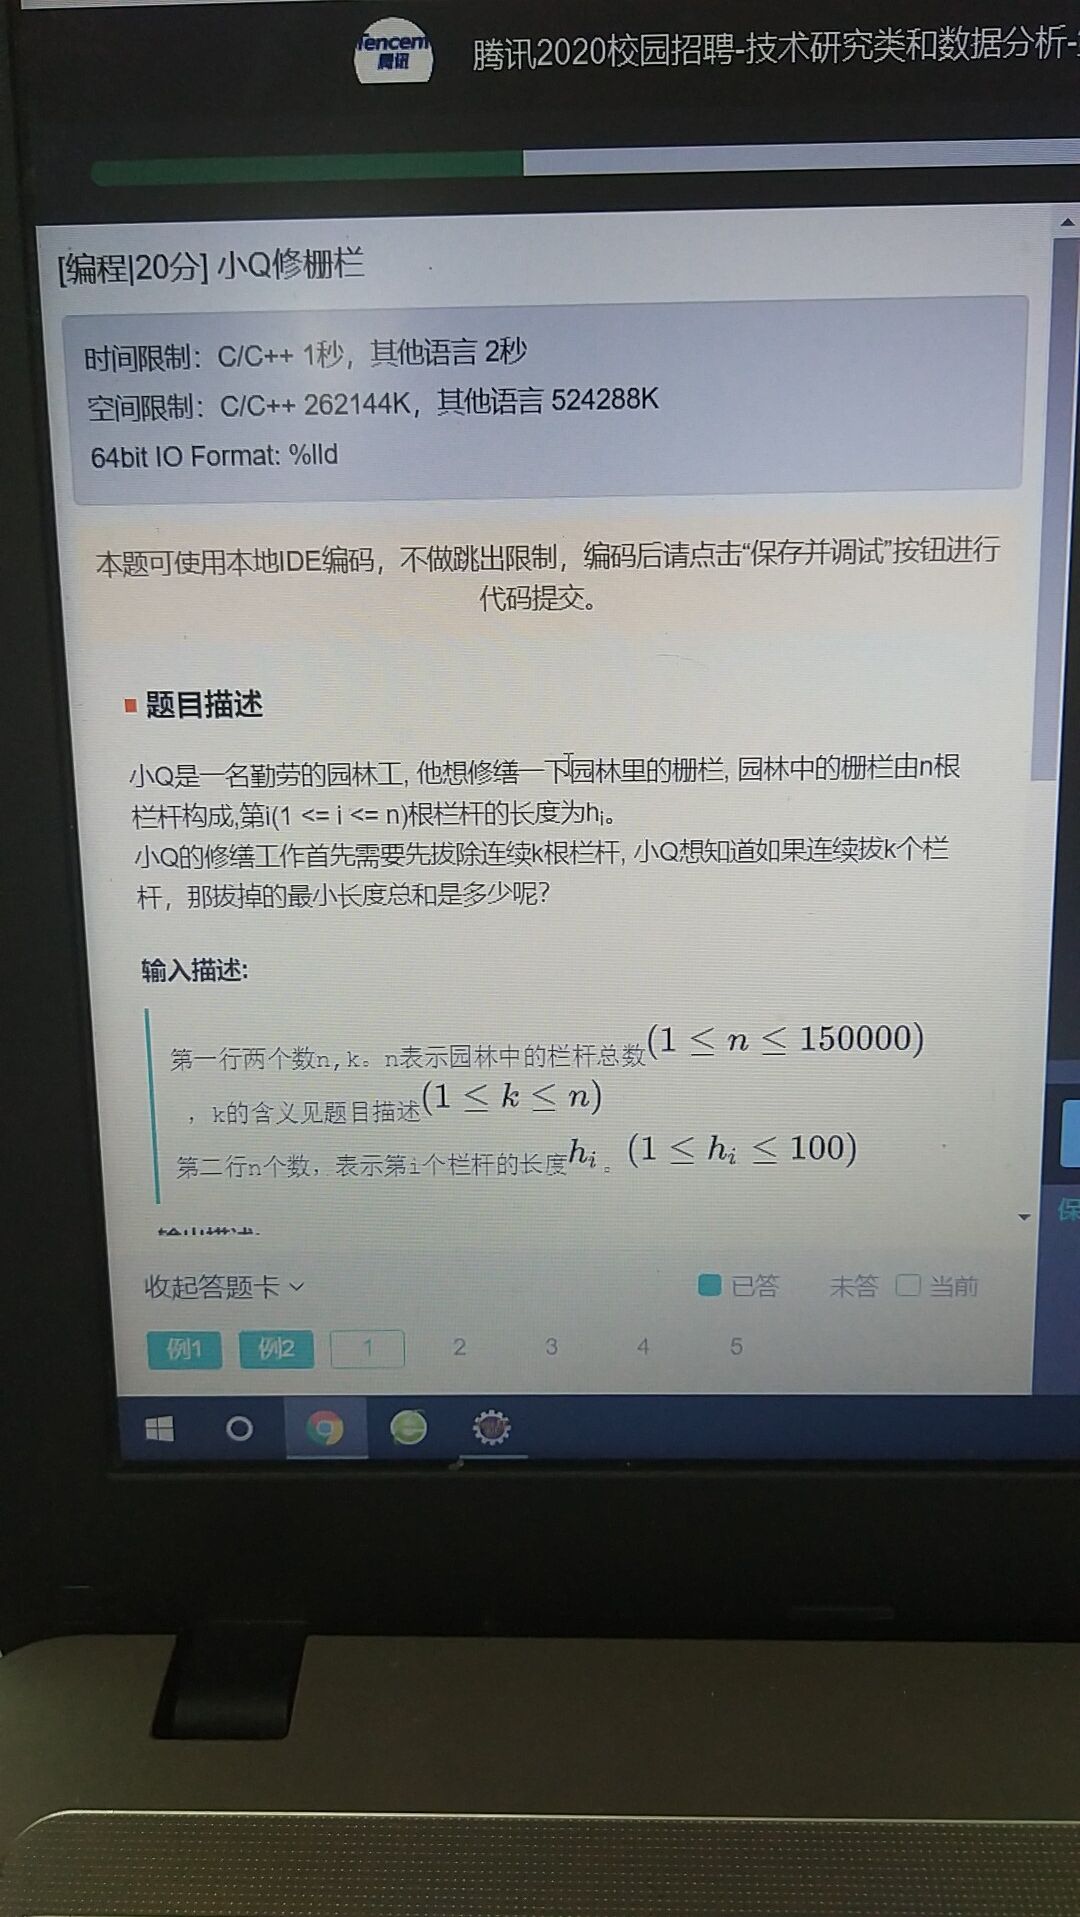 Tencent
腾讯
腾讯2020校园招聘-技术研究类和数据分析-
[编程|20分] 小Q修栅栏
时间限制：C/C++ 1秒，其他语言 2秒
空间限制：C/C++ 262144K，其他语言 524288K
64bit IO Format: %lld
本题可使用本地IDE编码，不做跳出限制，编码后请点击“保存并调试”按钮进行
代码提交。
题目描述
小Q是一名勤劳的园林工, 他想修缮一下园林里的栅栏, 园林中的栅栏由n根
栏杆构成,第i(1 <= i <= n)根栏杆的长度为hi。
小Q的修缮工作首先需要先拔除连续k根栏杆, 小Q想知道如果连续拔k个栏
杆，那拔掉的最小长度总和是多少呢?
输入描述:
第一行两个数n,k。n表示园林中的栏杆总数(1 ≤ n ≤ 150000)
，k的含义见题目描述(1 ≤ k ≤ n)
第二行n个数，表示第i个栏杆的长度hi。(1 ≤ hi ≤ 100)
输出描述:
保
收起答题卡
已答 未答 当前
例1 例2 1 2 3 4 5